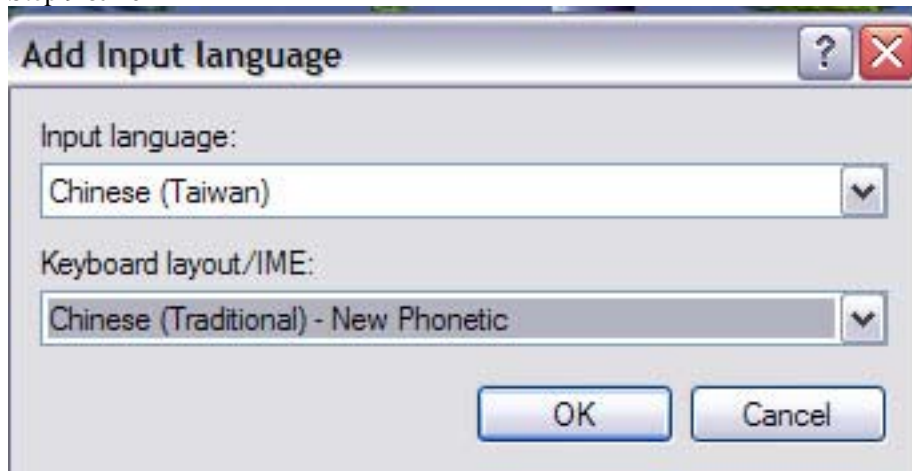 Add Input language
Input language:
Chinese (Taiwan)
Keyboard layout/IME:
Chinese (Traditional) - New Phonetic
OK Cancel